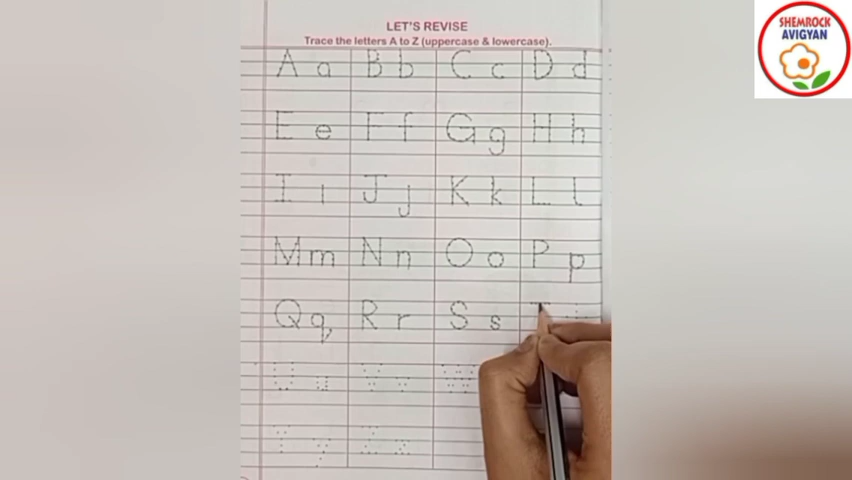 SHEMROCK
AVIGYAN
LET'S REVISE
Trace the letters A to Z (uppercase & lowercase).
A a B b C c D d
E e F f G g H h
I i J j K k L l
M m N n O o P p
Q q R r S s T t
U u V v
Y y